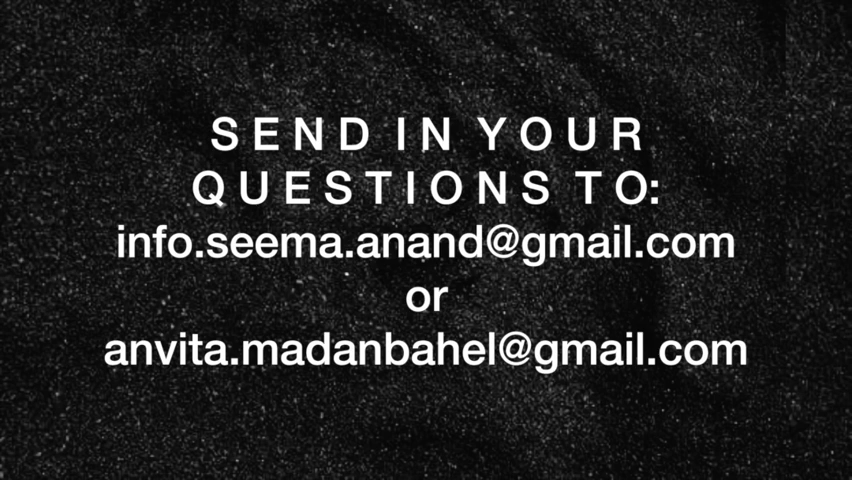 SEND IN YOUR
QUESTIONS TO:
info.seema.anand@gmail.com
or
anvita.madanbahel@gmail.com